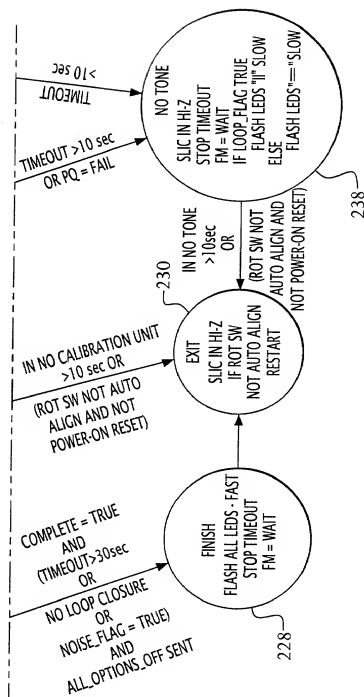 COMPLETE = TRUE
AND
(TIMEOUT>30sec
OR
NO LOOP CLOSURE
OR
NOISE_FLAG = TRUE)
AND
ALL_OPTIONS_OFF SENT
FINISH
FLASH ALL LEDS - FAST
STOP TIMEOUT
FM = WAIT
228
IN NO CALIBRATION UNIT
>10 sec OR
(ROT SW NOT AUTO
ALIGN AND NOT
POWER-ON RESET)
230
EXIT
SLIC IN HI-Z
IF ROT SW
NOT AUTO ALIGN
RESTART
IN NO TONE
>10sec
OR
(ROT SW NOT
AUTO ALIGN AND
NOT POWER-ON RESET)
TIMEOUT >10 sec
OR PQ = FAIL
TIMEOUT
>10 sec
NO TONE
SLIC IN HI-Z
STOP TIMEOUT
FM = WAIT
IF LOOP_FLAG TRUE
FLASH LEDS "||" SLOW
ELSE
FLASH LEDS"=="SLOW
238